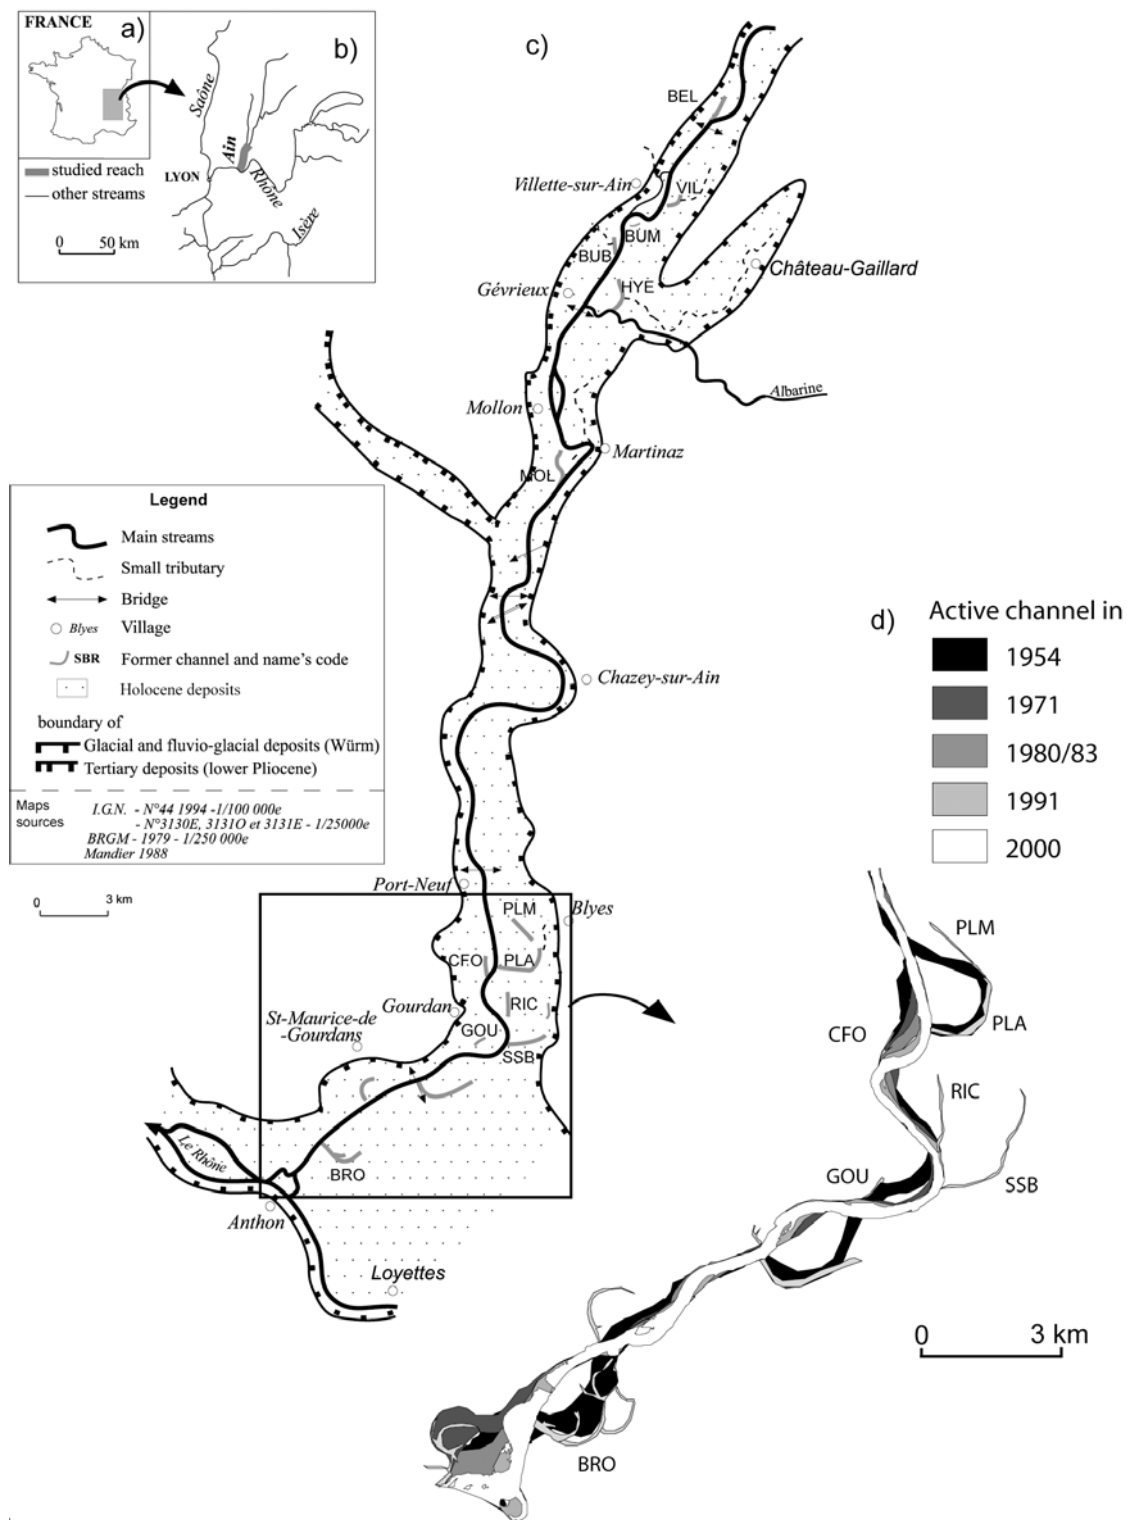 FRANCE
a)
b)
Saône
Ain
LYON
Rhône
Isère
studied reach
other streams
0 50 km
c)
BEL
Villette-sur-Ain
VIL
BUM
BUB
HYE
Château-Gaillard
Gévrieux
Albarine
Mollon
Martinaz
MOL
Legend
Main streams
Small tributary
Bridge
Blyes Village
SBR Former channel and name's code
Holocene deposits
boundary of
Glacial and fluvio-glacial deposits (Würm)
Tertiary deposits (lower Pliocene)
Maps
sources
I.G.N. - N°44 1994 -1/100 000e
- N°3130E, 3131O et 3131E - 1/25000e
BRGM - 1979 - 1/250 000e
Mandier 1988
0 3 km
Chazey-sur-Ain
Port-Neuf
PLM
Blyes
CFO
PLA
RIC
Gourdan
St-Maurice-de
-Gourdans
GOU
SSB
BRO
Le Rhône
Anthon
Loyettes
d)
Active channel in
1954
1971
1980/83
1991
2000
PLM
PLA
CFO
RIC
GOU
SSB
0 3 km
BRO